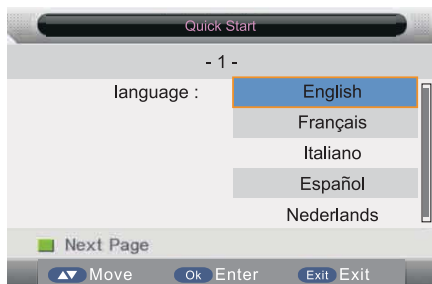 Quick Start
- 1 -
language : English
Français
Italiano
Español
Nederlands
Next Page
Move Ok Enter Exit Exit